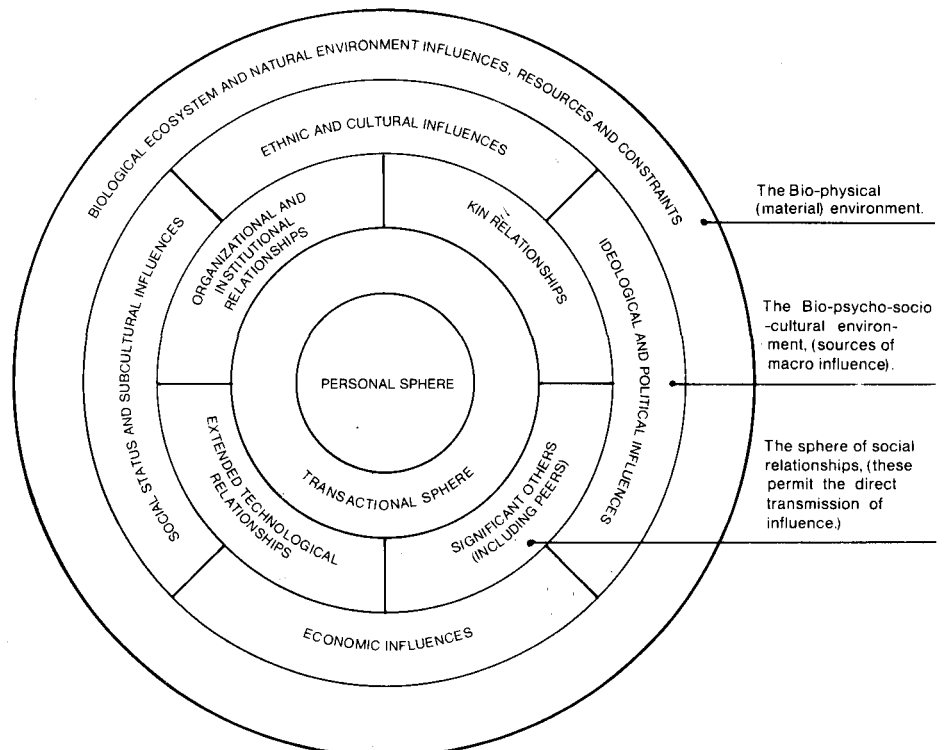 BIOLOGICAL ECOSYSTEM AND NATURAL ENVIRONMENT INFLUENCES, RESOURCES AND CONSTRAINTS
ETHNIC AND CULTURAL INFLUENCES
SOCIAL STATUS AND SUBCULTURAL INFLUENCES
IDEOLOGICAL AND POLITICAL INFLUENCES
ECONOMIC INFLUENCES
ORGANIZATIONAL AND
INSTITUTIONAL
RELATIONSHIPS
KIN RELATIONSHIPS
EXTENDED TECHNOLOGICAL
RELATIONSHIPS
SIGNIFICANT OTHERS
(INCLUDING PEERS)
PERSONAL SPHERE
TRANSACTIONAL SPHERE
The Bio-physical
(material) environment.
The Bio-psycho-socio
-cultural environ-
ment, (sources of
macro influence).
The sphere of social
relationships, (these
permit the direct
transmission of
influence.)